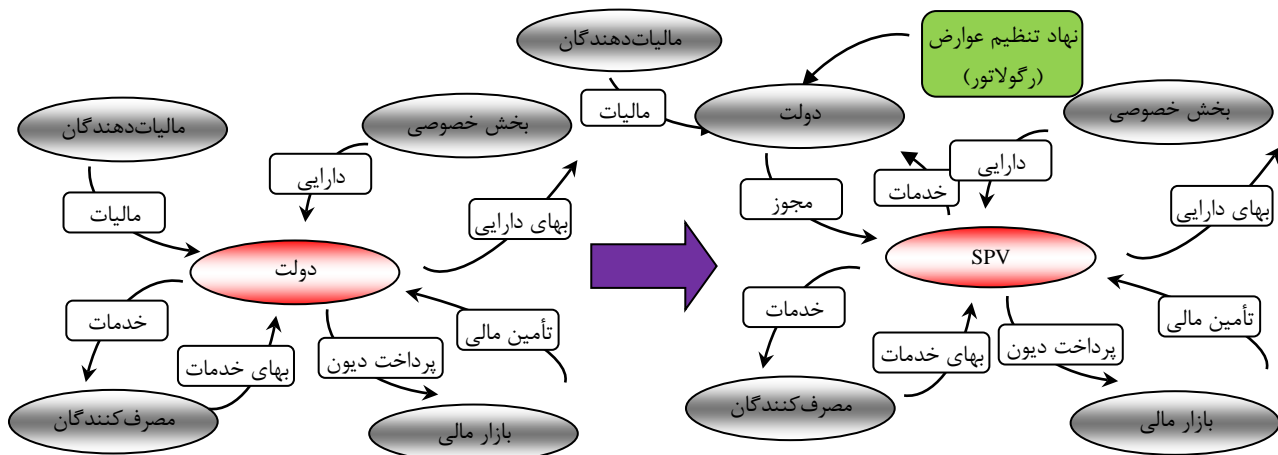 مالیات‌دهندگان
نهاد تنظیم عوارض
(رگولاتور)
مالیات
دولت
بخش خصوصی
دارایی
خدمات
مجوز
بهای دارایی
SPV
خدمات
تأمین مالی
بهای خدمات
پرداخت دیون
مصرف‌کنندگان
بازار مالی
مالیات‌دهندگان
بخش خصوصی
دارایی
مالیات
بهای دارایی
دولت
خدمات
تأمین مالی
بهای خدمات
پرداخت دیون
مصرف‌کنندگان
بازار مالی